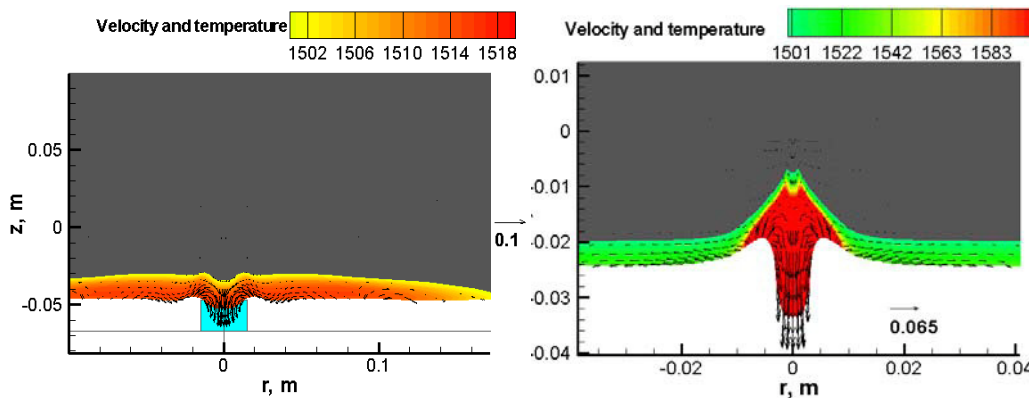 Velocity and temperature
1502 1506 1510 1514 1518
0.05
0
-0.05
z, m
0 0.1
r, m
0.1
Velocity and temperature
1501 1522 1542 1563 1583
0.01
0
-0.01
-0.02
-0.03
-0.04
0.065
-0.02 0 0.02 0.04
r, m